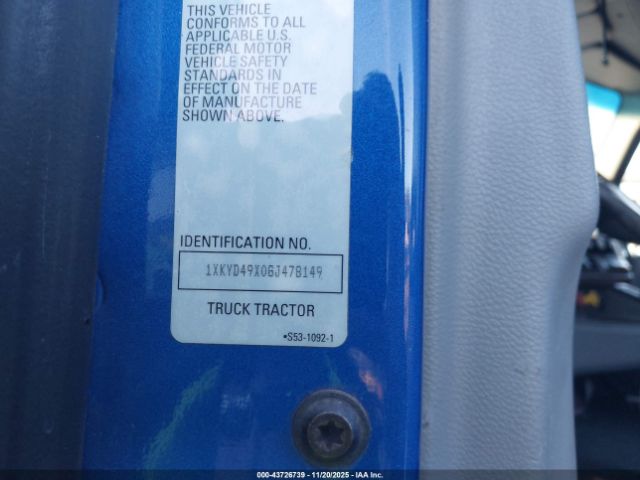 THIS VEHICLE
CONFORMS TO ALL
APPLICABLE U.S.
FEDERAL MOTOR
VEHICLE SAFETY
STANDARDS IN
EFFECT ON THE DATE
OF MANUFACTURE
SHOWN ABOVE.
IDENTIFICATION NO.
1XKYD49X0GJ478149
TRUCK TRACTOR
•S53-1092-1
000-43726739 - 11/20/2025 - IAA Inc.